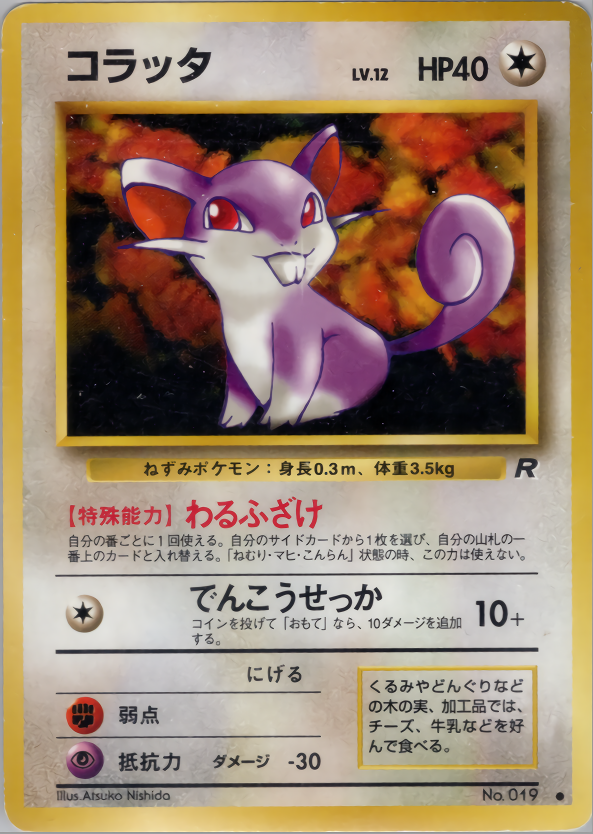 コラッタ LV.12 HP40
ねずみポケモン：身長0.3m、体重3.5kg R
【特殊能力】わるふざけ
自分の番ごとに1回使える。自分のサイドカードから1枚を選び、自分の山札の一
番上のカードと入れ替える。「ねむり・マヒ・こんらん」状態の時、この力は使えない。
でんこうせっか 10+
コインを投げて「おもて」なら、10ダメージを追加
する。
にげる
弱点
抵抗力 ダメージ -30
くるみやどんぐりなど
の木の実、加工品では、
チーズ、牛乳などを好
んで食べる。
Illus.Atsuko Nishida No.019